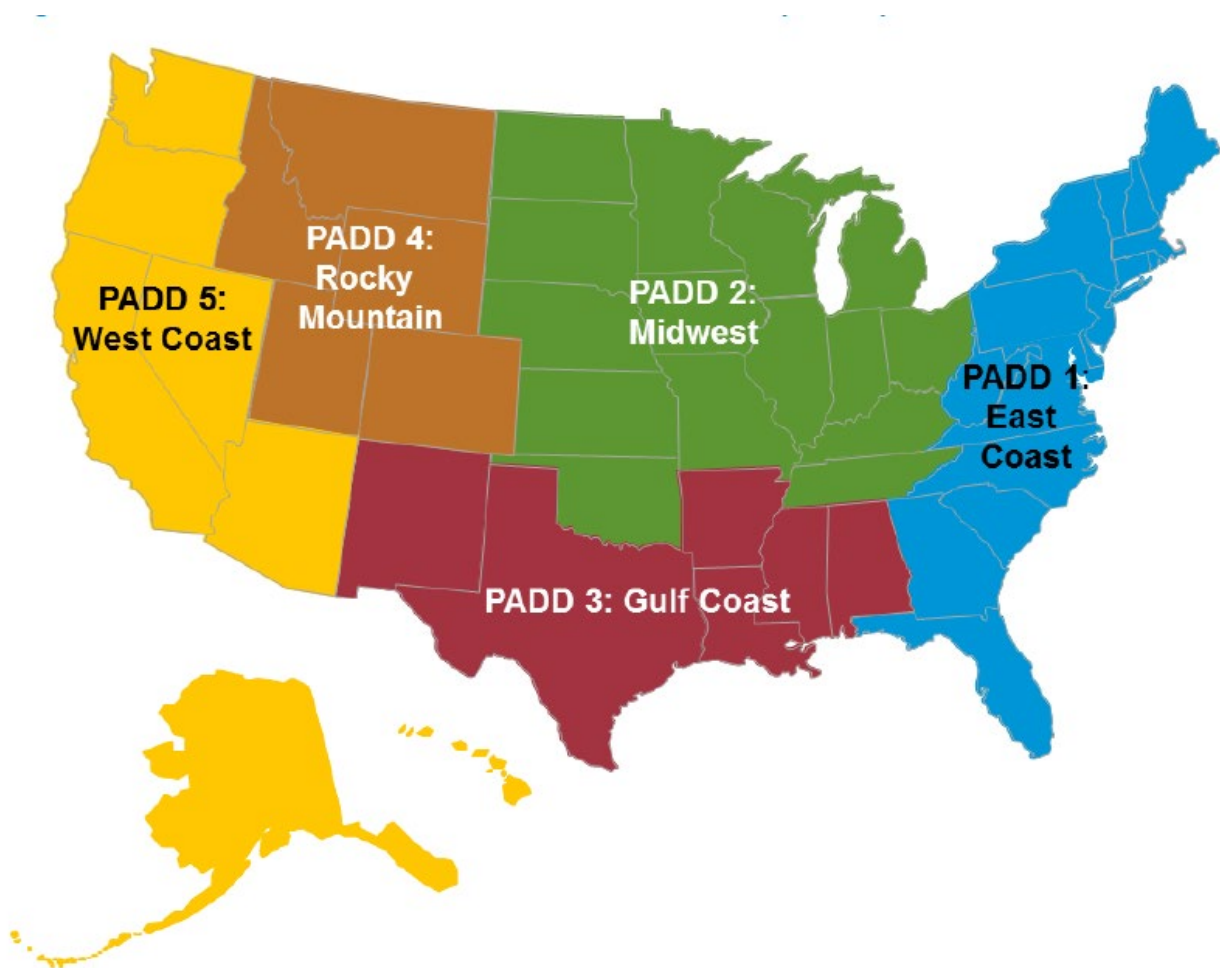 PADD 5:
West Coast
PADD 4:
Rocky
Mountain
PADD 2:
Midwest
PADD 1:
East
Coast
PADD 3: Gulf Coast